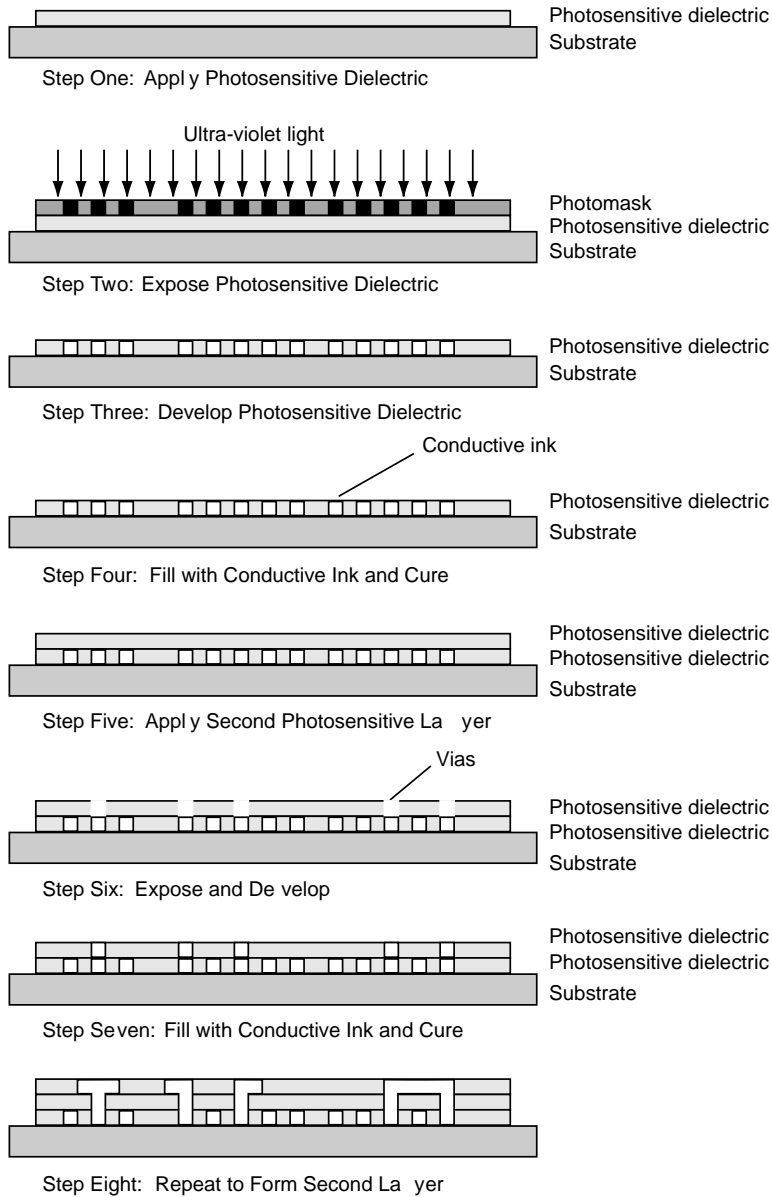 Photosensitive dielectric
Substrate
Step One: Appl y Photosensitive Dielectric
Ultra-violet light
Photomask
Photosensitive dielectric
Substrate
Step Two: Expose Photosensitive Dielectric
Photosensitive dielectric
Substrate
Step Three: Develop Photosensitive Dielectric
Conductive ink
Photosensitive dielectric
Substrate
Step Four: Fill with Conductive Ink and Cure
Photosensitive dielectric
Photosensitive dielectric
Substrate
Step Five: Appl y Second Photosensitive La yer
Vias
Photosensitive dielectric
Photosensitive dielectric
Substrate
Step Six: Expose and De velop
Photosensitive dielectric
Photosensitive dielectric
Substrate
Step Seven: Fill with Conductive Ink and Cure
Step Eight: Repeat to Form Second La yer